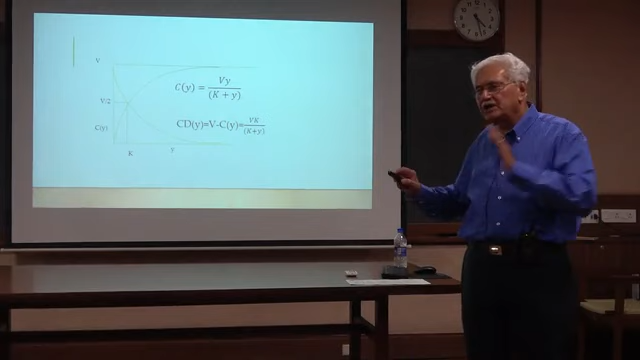 V
C(y) = Vy/(K + y)
V/2
CD(y)=V-C(y)=VK/(K+y)
C(y)
K
y